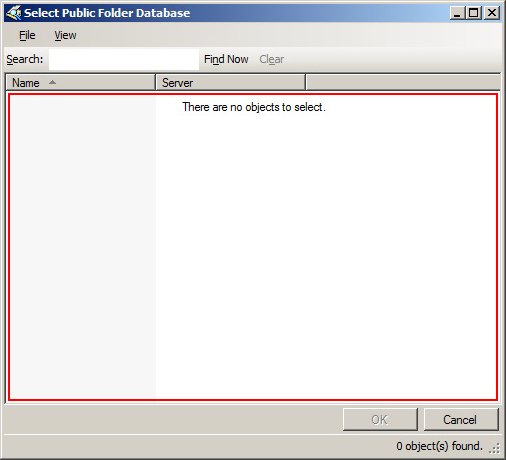 Select Public Folder Database
File View
Search: Find Now Clear
Name Server
There are no objects to select.
OK Cancel
0 object(s) found.